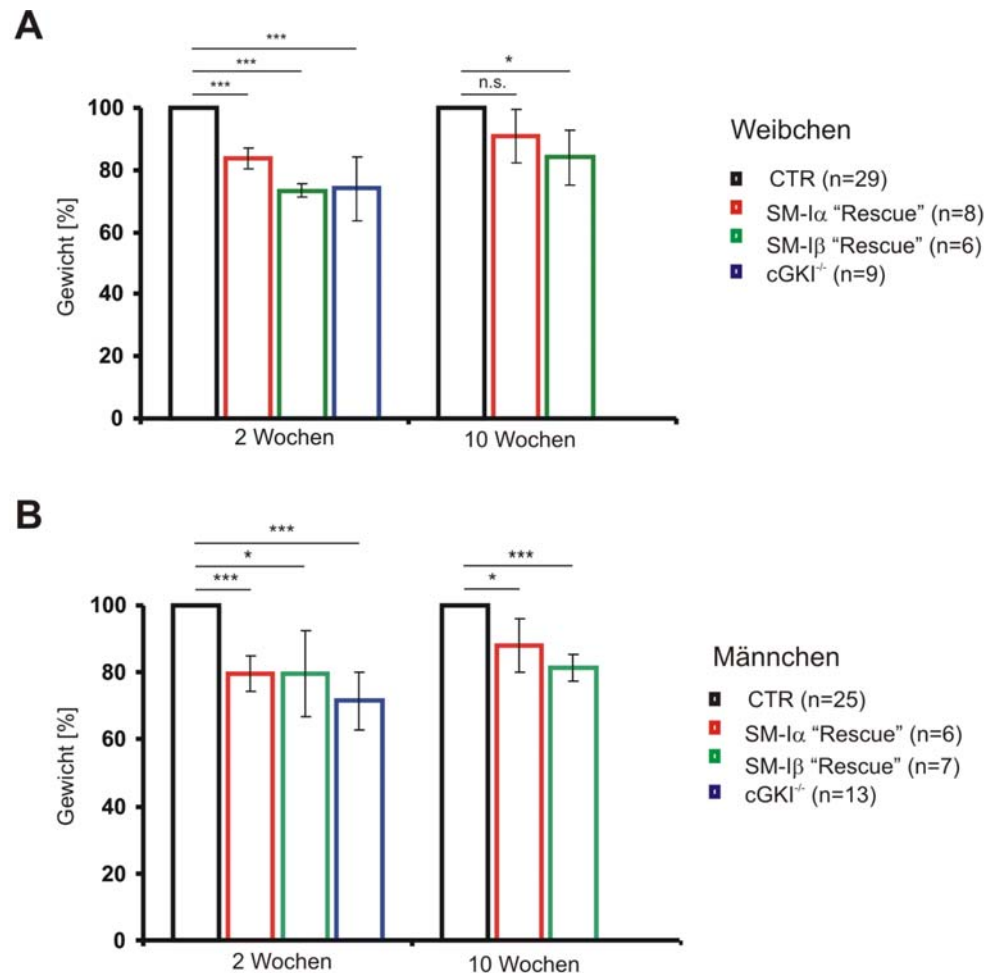 A
***
***
***
*
n.s.
100
80
60
40
20
0
Gewicht [%]
2 Wochen
10 Wochen
Weibchen
CTR (n=29)
SM-Iα “Rescue” (n=8)
SM-Iβ “Rescue” (n=6)
cGKI-/- (n=9)
B
***
*
***
***
*
100
80
60
40
20
0
Gewicht [%]
2 Wochen
10 Wochen
Männchen
CTR (n=25)
SM-Iα “Rescue” (n=6)
SM-Iβ “Rescue” (n=7)
cGKI-/- (n=13)